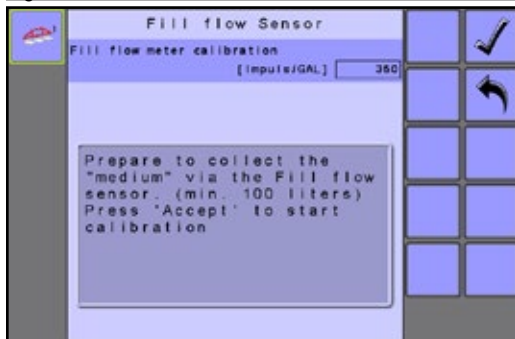 Fill flow Sensor
Fill flow meter calibration
[Impuls/GAL] 360
Prepare to collect the
"medium" via the Fill flow
sensor. (min. 100 liters)
Press 'Accept' to start
calibration